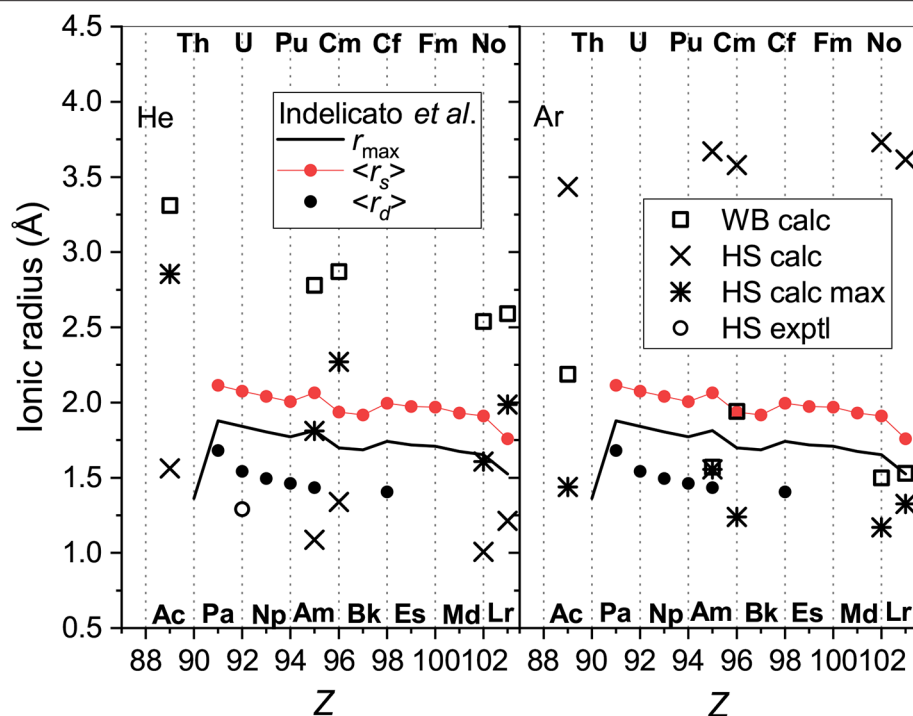 Ionic radius (Å)
4.5
4.0
3.5
3.0
2.5
2.0
1.5
1.0
0.5
Th U Pu Cm Cf Fm No
He
Indelicato et al.
r_max
<r_s>
<r_d>
Ac Pa Np Am Bk Es Md Lr
88 90 92 94 96 98 100 102
Z
Th U Pu Cm Cf Fm No
Ar
WB calc
HS calc
HS calc max
HS exptl
Ac Pa Np Am Bk Es Md Lr
88 90 92 94 96 98 100 102
Z